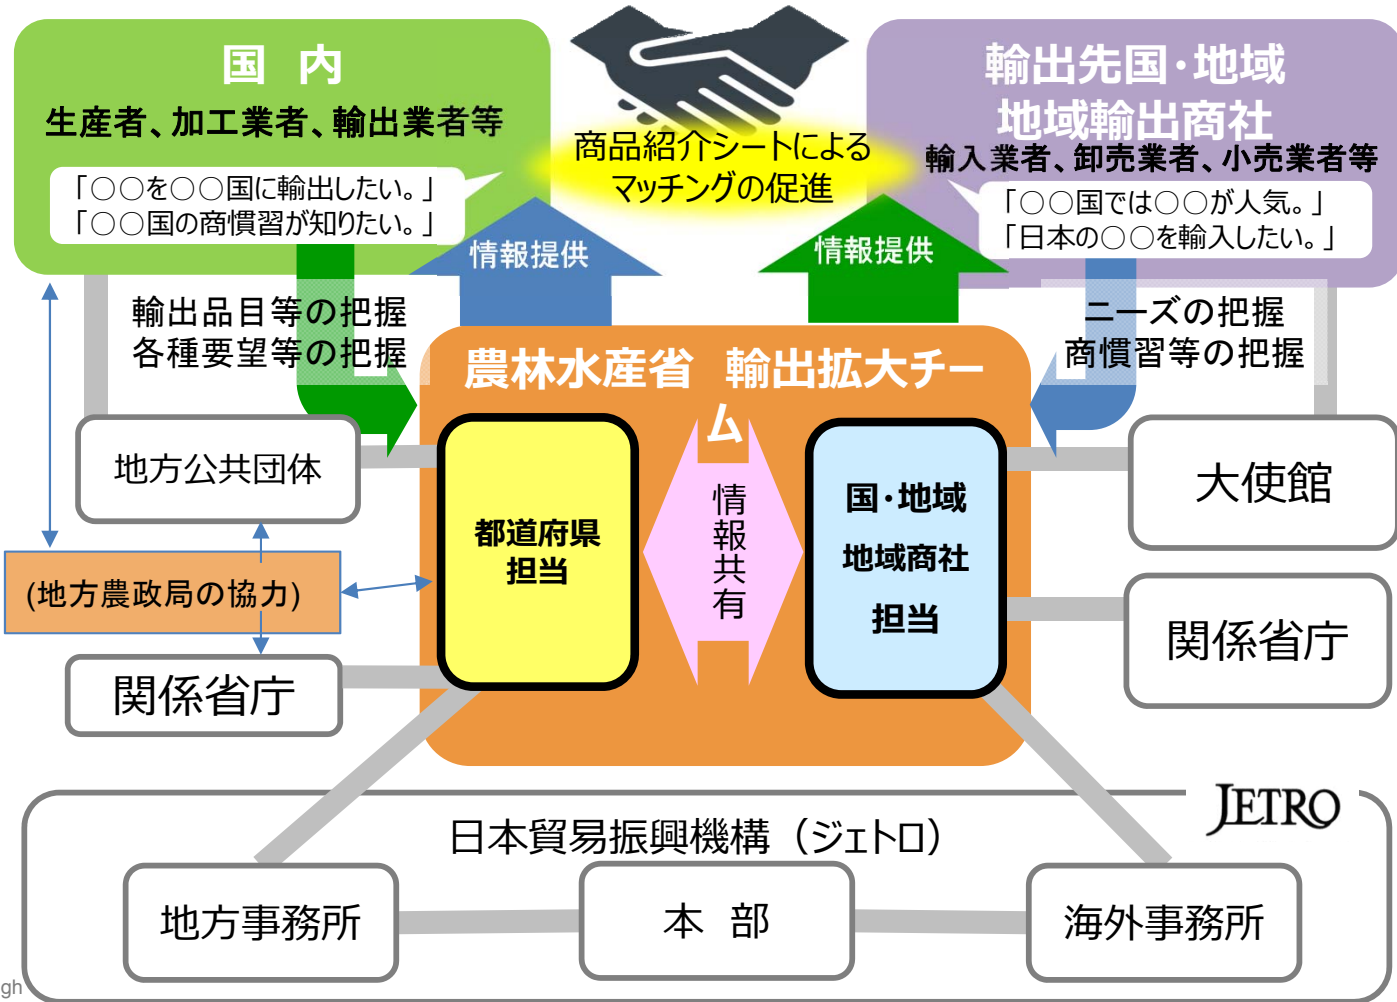 国 内
生産者、加工業者、輸出業者等
「○○を○○国に輸出したい。」
「○○国の商慣習が知りたい。」
商品紹介シートによる
マッチングの促進
輸出先国・地域
地域輸出商社
輸入業者、卸売業者、小売業者等
「○○国では○○が人気。」
「日本の○○を輸入したい。」
情報提供
情報提供
輸出品目等の把握
各種要望等の把握
ニーズの把握
商慣習等の把握
農林水産省 輸出拡大チー
ム
地方公共団体
都道府県
担当
情報共有
国・地域
地域商社
担当
大使館
(地方農政局の協力)
関係省庁
関係省庁
JETRO
日本貿易振興機構（ジェトロ）
地方事務所
本 部
海外事務所
gh